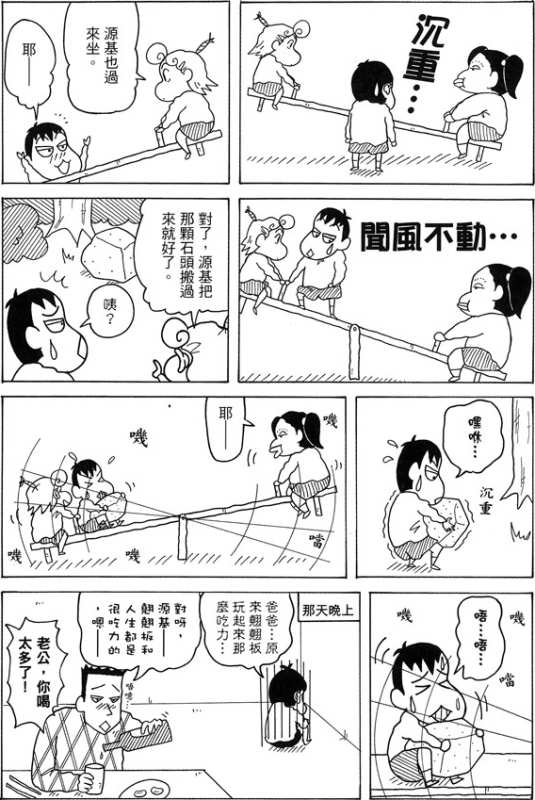 沉重…
源基也過
來坐。
耶——
聞風不動…
對了，源基把
那顆石頭搬過
來就好了。
咦？
嘿咻…
沉重
耶——
嘰
嘰
嘰
嘰
噹
唔…唔…
嘰
嘰
噹
那天晚上
爸爸…原
來翹翹板
玩起來那
麼吃力…
對呀，
源基——
翹翹板和
人生都是
很吃力的
，嗯——
老公，你喝
太多了！